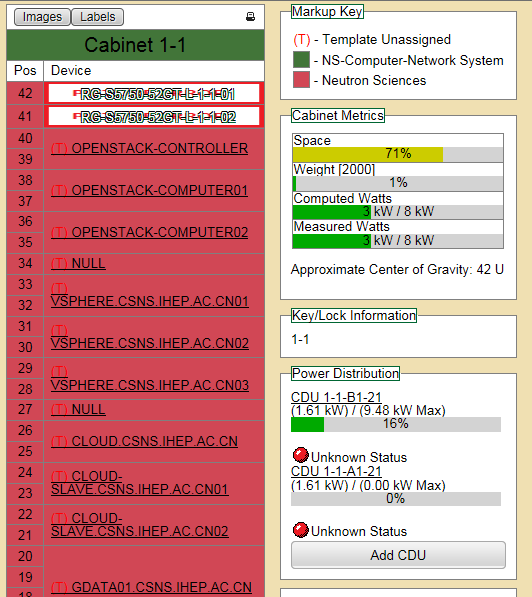 Images Labels
Cabinet 1-1
Pos Device
42 RG-S5750-52GT-L-1-1-01
41 RG-S5750-52GT-L-1-1-02
40
39
(T) OPENSTACK-CONTROLLER
38
37
(T) OPENSTACK-COMPUTER01
36
35
(T) OPENSTACK-COMPUTER02
34 (T) NULL
33
32
(T)
VSPHERE.CSNS.IHEP.AC.CN01
31
30
(T)
VSPHERE.CSNS.IHEP.AC.CN02
29
28
(T)
VSPHERE.CSNS.IHEP.AC.CN03
27 (T) NULL
26
25
(T) CLOUD.CSNS.IHEP.AC.CN
24
23
(T) CLOUD-
SLAVE.CSNS.IHEP.AC.CN01
22
21
(T) CLOUD-
SLAVE.CSNS.IHEP.AC.CN02
20
19
18
(T) GDATA01.CSNS.IHEP.AC.CN
Markup Key
(T) - Template Unassigned
- NS-Computer-Network System
- Neutron Sciences
Cabinet Metrics
Space
71%
Weight [2000]
1%
Computed Watts
3 kW / 8 kW
Measured Watts
3 kW / 8 kW
Approximate Center of Gravity: 42 U
Key/Lock Information
1-1
Power Distribution
CDU 1-1-B1-21
(1.61 kW) / (9.48 kW Max)
16%
Unknown Status
CDU 1-1-A1-21
(1.61 kW) / (0.00 kW Max)
0%
Unknown Status
Add CDU